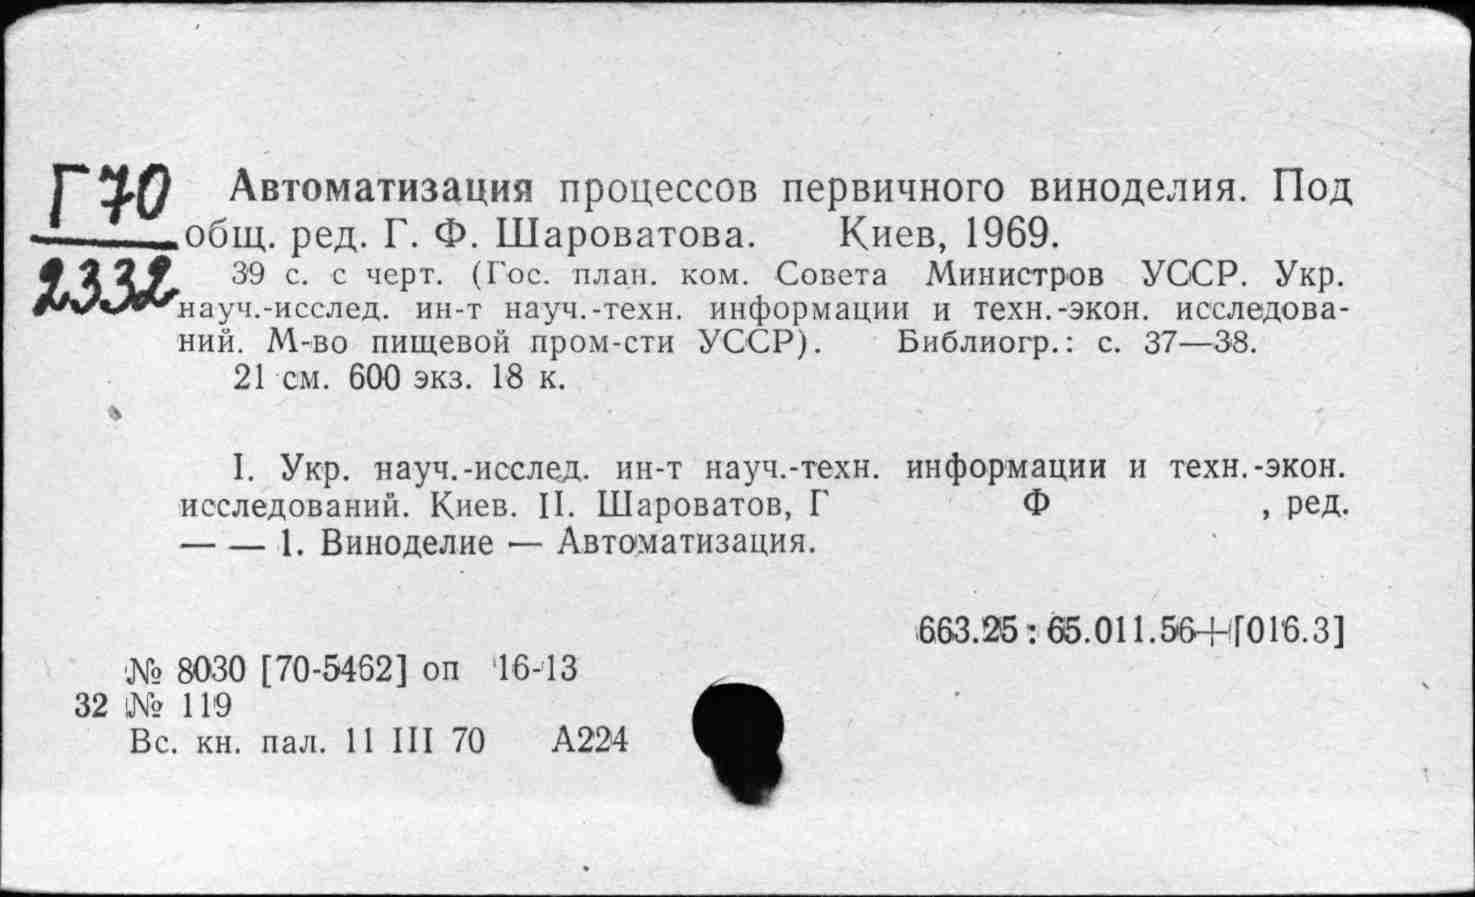 Г70
2332
Автоматизация процессов первичного виноделия. Под
общ. ред. Г. Ф. Шароватова. Киев, 1969.
39 с. с черт. (Гос. план. ком. Совета Министров УССР. Укр.
науч.-исслед. ин-т науч.-техн. информации и техн.-экон. исследова-
ний. М-во пищевой пром-сти УССР). Библиогр.: с. 37—38.
21 см. 600 экз. 18 к.
I. Укр. науч.-исслед. ин-т науч.-техн. информации и техн.-экон.
исследований. Киев. II. Шароватов, Г Ф , ред.
— — 1. Виноделие — Автоматизация.
663.25 : 65.011.56+[016.3]
№ 8030 [70-5462] оп 16-13
32 № 119
Вс. кн. пал. 11 III 70 А224